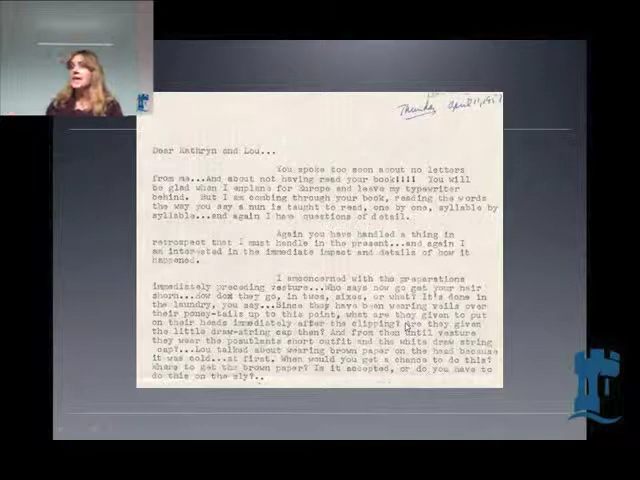 Thursday April 11, 1957
Dear Kathryn and Lou...
You spoke too soon about no letters
from me...And about not having read your book!!!! You will
be glad when I emplane for Europe and leave my typewriter
behind. But I am combing through your book, reading the words
the way you say a nun is taught to read, one by one, syllable by
syllable...and again I have questions of detail.
Again you have handled a thing in
retrospect that I must handle in the present...and again I
am interested in the immediate impact and details of how it
happened.
I amconcerned with the preparations
immediately preceding vesture...Who says now go get your hair
shorn...How dox they go, in twos, sixes, or what? It's done in
the laundry, you say...Since they have been wearing veils over
their poney-tails up to this point, what are they given to put
on their heads immediately after the clipping? Are they given
the little draw-string cap then? And from then until vesture
they wear the posutlants short outfit and the white draw string
cap?...Lou talked about wearing brown paper on the head because
it was cold...at first. When would you get a chance to do this?
Where to get the brown paper? Is it accepted, or do you have to
do this on the sly?..